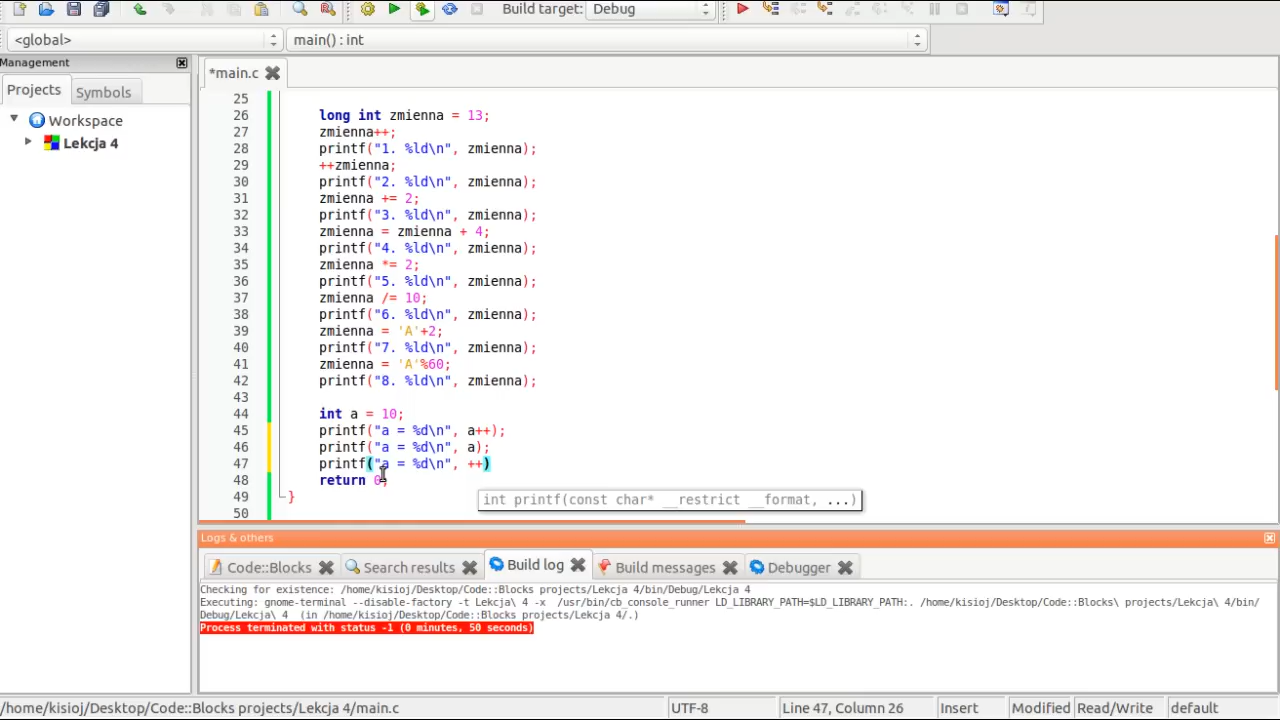 Build target: Debug
<global> main() : int
Management
*main.c
Projects Symbols
Workspace
Lekcja 4
25
26 long int zmienna = 13;
27 zmienna++;
28 printf("1. %ld\n", zmienna);
29 ++zmienna;
30 printf("2. %ld\n", zmienna);
31 zmienna += 2;
32 printf("3. %ld\n", zmienna);
33 zmienna = zmienna + 4;
34 printf("4. %ld\n", zmienna);
35 zmienna *= 2;
36 printf("5. %ld\n", zmienna);
37 zmienna /= 10;
38 printf("6. %ld\n", zmienna);
39 zmienna = 'A'+2;
40 printf("7. %ld\n", zmienna);
41 zmienna = 'A'%60;
42 printf("8. %ld\n", zmienna);
43
44 int a = 10;
45 printf("a = %d\n", a++);
46 printf("a = %d\n", a);
47 printf("a = %d\n", ++)
48 return 0;
49 }
int printf(const char* __restrict __format, ...)
50
Logs & others
Code::Blocks Search results Build log Build messages Debugger
Checking for existence: /home/kisioj/Desktop/Code::Blocks projects/Lekcja 4/bin/Debug/Lekcja 4
Executing: gnome-terminal --disable-factory -t Lekcja\ 4 -x /usr/bin/cb_console_runner LD_LIBRARY_PATH=$LD_LIBRARY_PATH:. /home/kisioj/Desktop/Code::Blocks\ projects/Lekcja\ 4/bin/
Debug/Lekcja\ 4 (in /home/kisioj/Desktop/Code::Blocks projects/Lekcja 4/.)
Process terminated with status -1 (0 minutes, 50 seconds)
/home/kisioj/Desktop/Code::Blocks projects/Lekcja 4/main.c UTF-8 Line 47, Column 26 Insert Modified Read/Write default